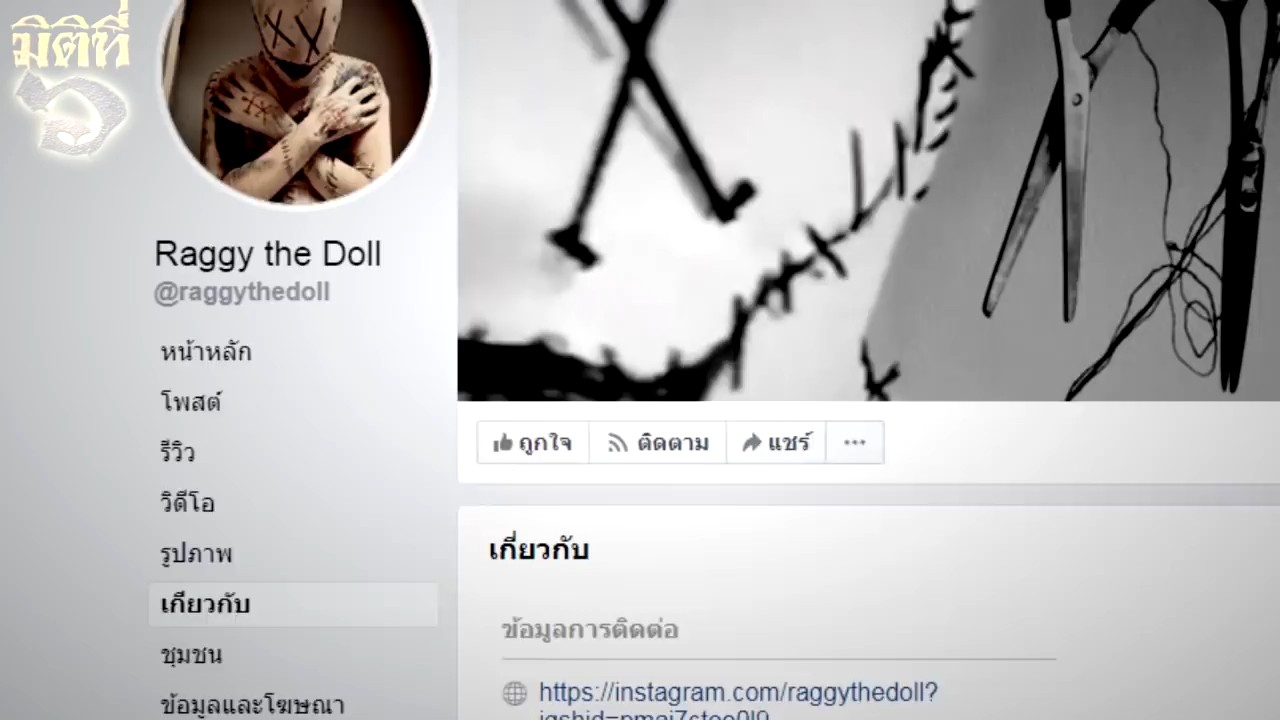 มิติที่
๖
Raggy the Doll
@raggythedoll
หน้าหลัก
โพสต์
รีวิว
วิดีโอ
รูปภาพ
เกี่ยวกับ
ชุมชน
ข้อมูลและโฆษณา
ถูกใจ
ติดตาม
แชร์
เกี่ยวกับ
ข้อมูลการติดต่อ
https://instagram.com/raggythedoll?